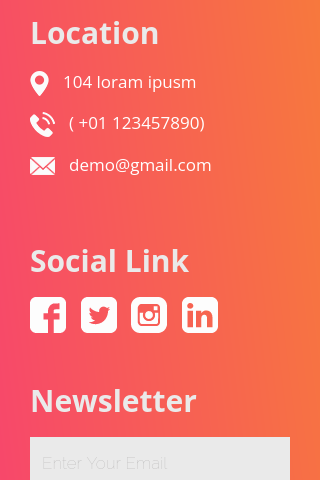 Location
104 loram ipusm
( +01 123457890)
demo@gmail.com
Social Link
Newsletter
Enter Your Email